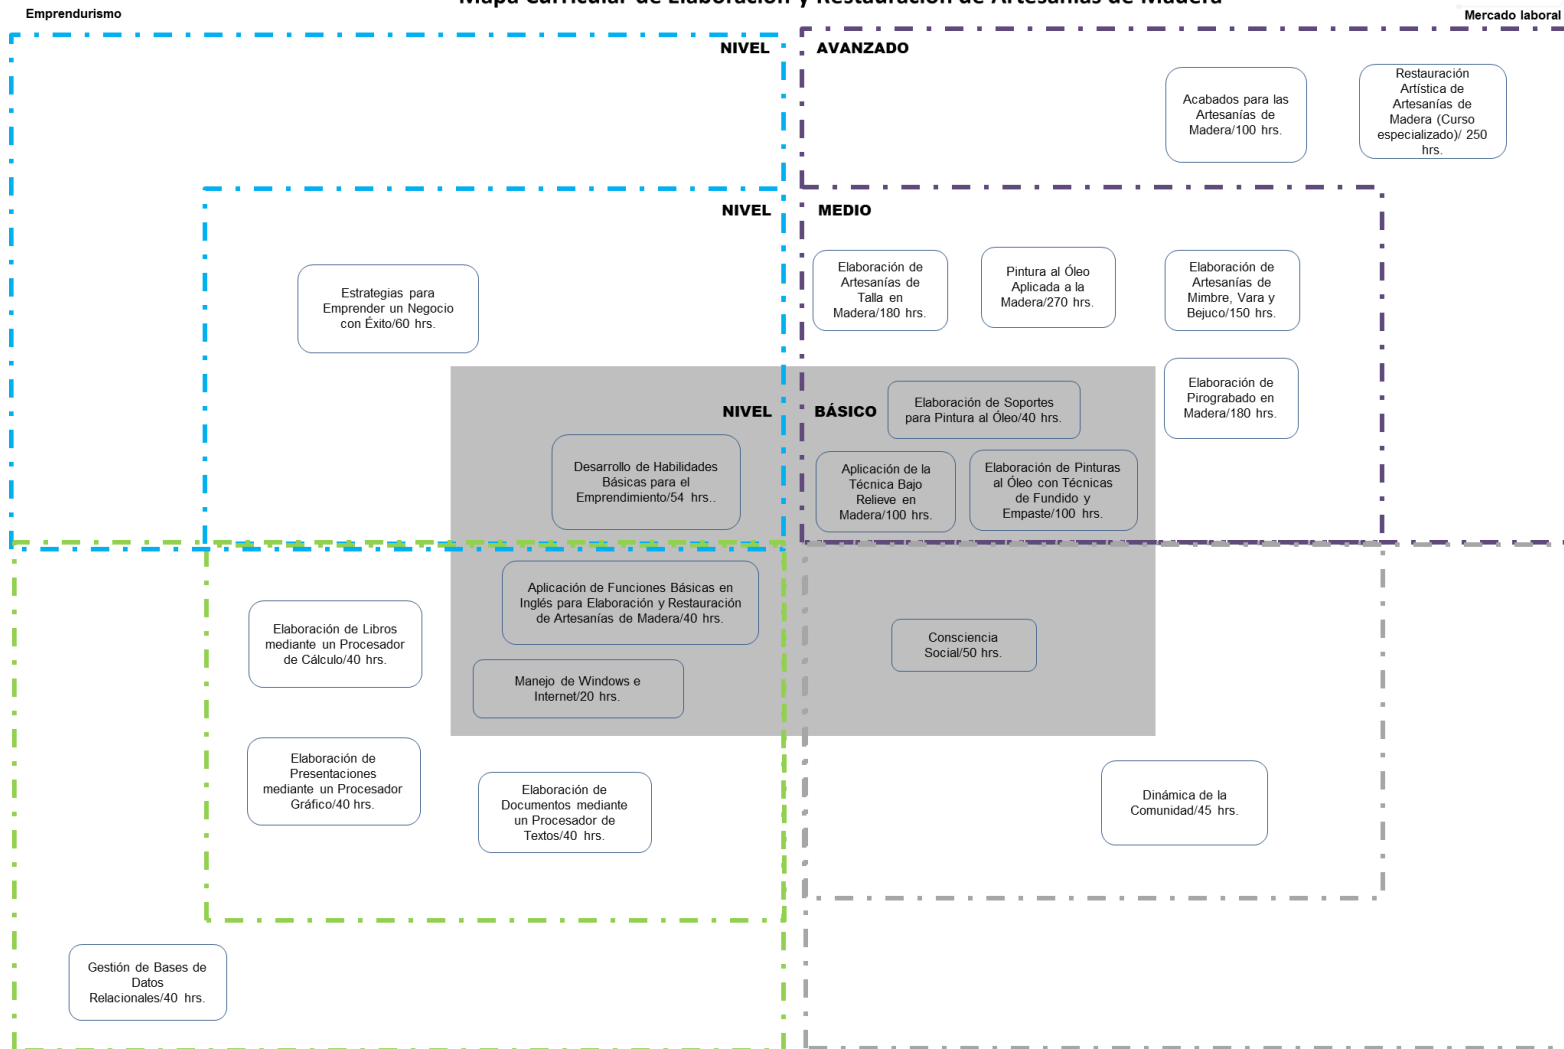 Mapa Curricular de Elaboración y Restauración de Artesanías de Madera
Emprendurismo
Mercado laboral
NIVEL
AVANZADO
Acabados para las
Artesanías de
Madera/100 hrs.
Restauración
Artística de
Artesanías de
Madera (Curso
especializado)/ 250
hrs.
NIVEL
MEDIO
Estrategias para
Emprender un Negocio
con Éxito/60 hrs.
Elaboración de
Artesanías de
Talla en
Madera/180 hrs.
Pintura al Óleo
Aplicada a la
Madera/270 hrs.
Elaboración de
Artesanías de
Mimbre, Vara y
Bejuco/150 hrs.
Elaboración de
Pirograbado en
Madera/180 hrs.
NIVEL
BÁSICO
Elaboración de Soportes
para Pintura al Óleo/40 hrs.
Desarrollo de Habilidades
Básicas para el
Emprendimiento/54 hrs..
Aplicación de la
Técnica Bajo
Relieve en
Madera/100 hrs.
Elaboración de Pinturas
al Óleo con Técnicas
de Fundido y
Empaste/100 hrs.
Aplicación de Funciones Básicas en
Inglés para Elaboración y Restauración
de Artesanías de Madera/40 hrs.
Elaboración de Libros
mediante un Procesador
de Cálculo/40 hrs.
Manejo de Windows e
Internet/20 hrs.
Consciencia
Social/50 hrs.
Elaboración de
Presentaciones
mediante un Procesador
Gráfico/40 hrs.
Elaboración de
Documentos mediante
un Procesador de
Textos/40 hrs.
Dinámica de la
Comunidad/45 hrs.
Gestión de Bases de
Datos
Relacionales/40 hrs.